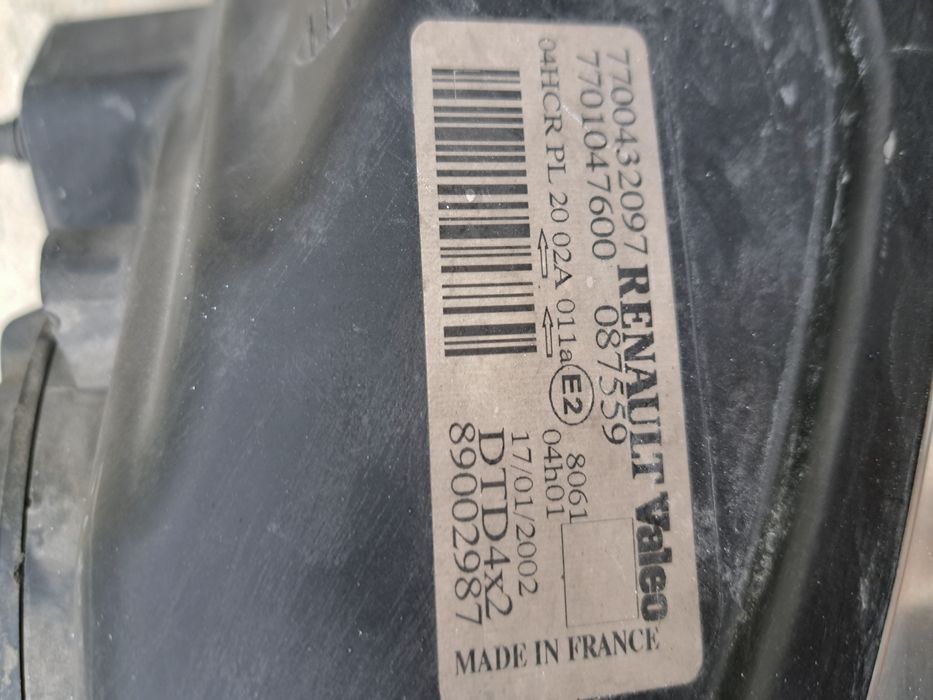 7700432097 RENAULT Valeo
7701047600 087559
8061
04HCR PL 20 02A 011a E2 04h01
17/01/2002
DTD4x2
89002987
MADE IN FRANCE